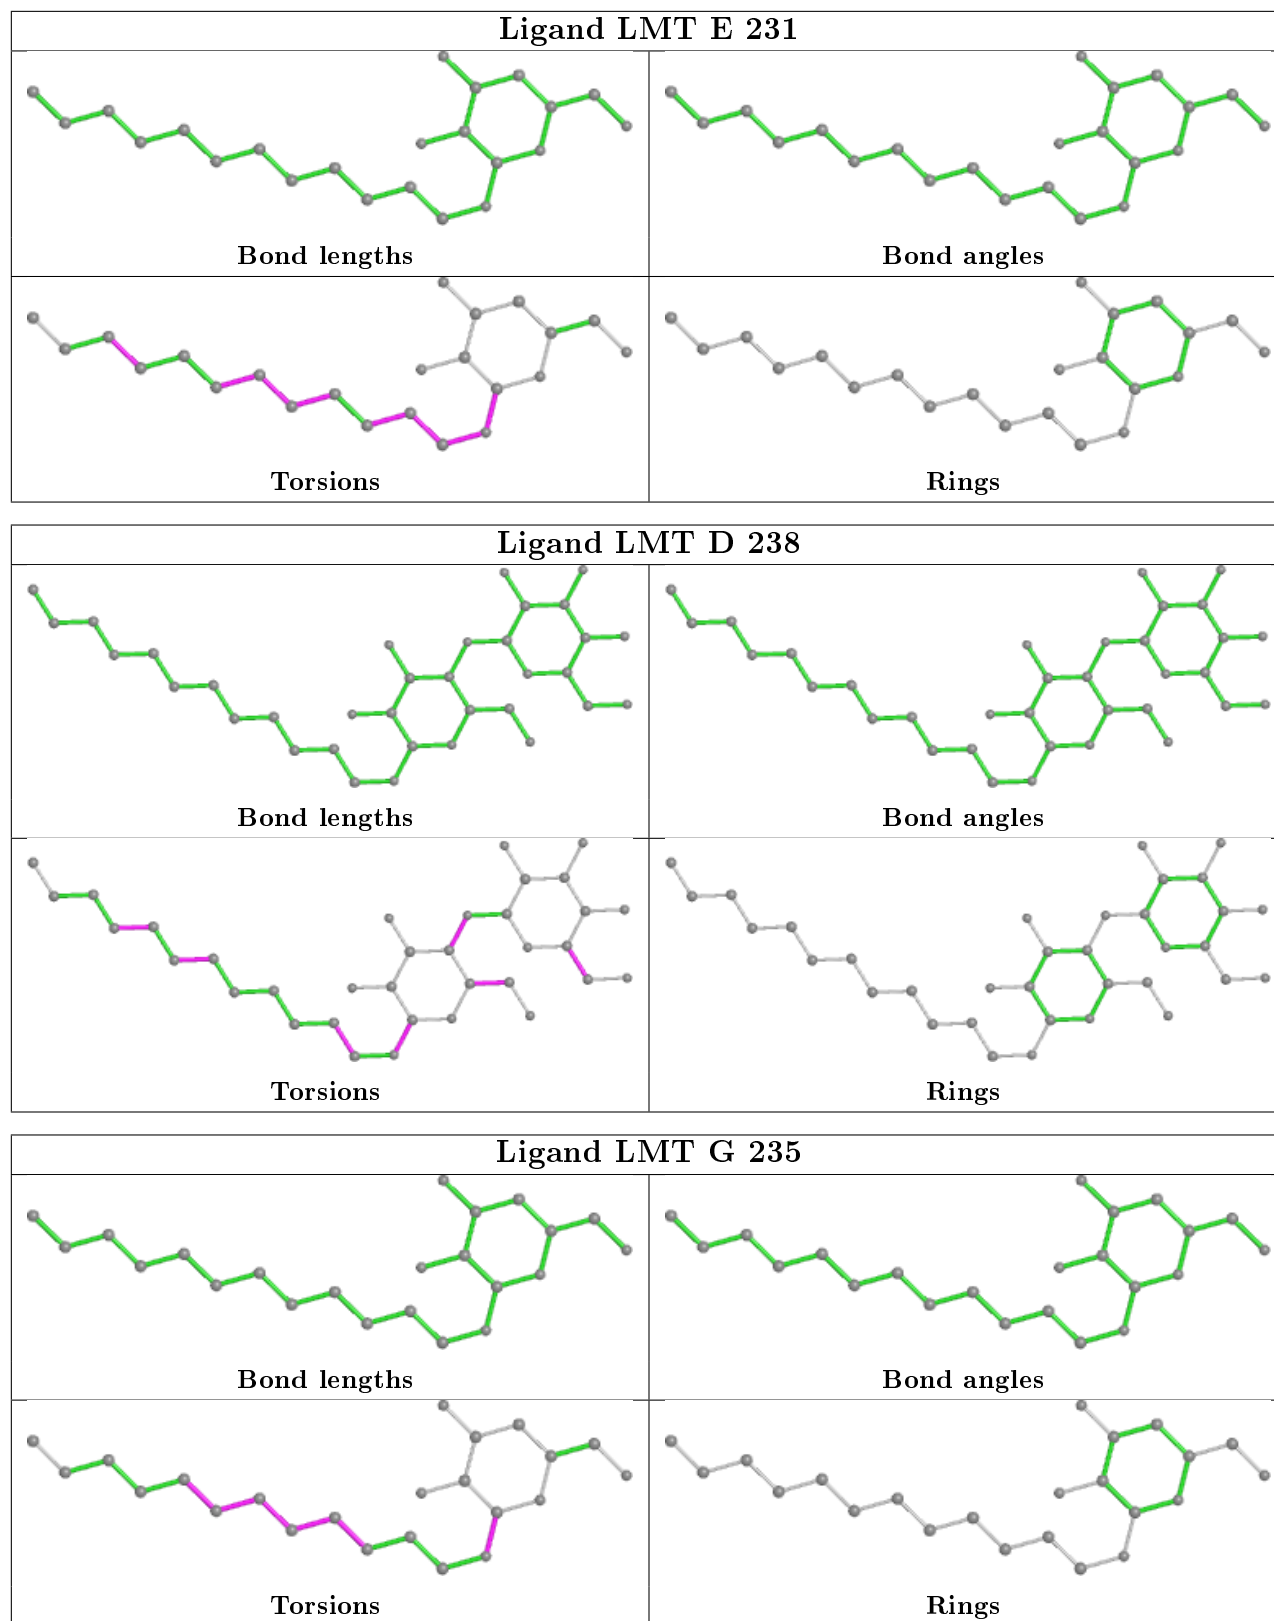 Ligand LMT E 231
Bond lengths
Bond angles
Torsions
Rings
Ligand LMT D 238
Bond lengths
Bond angles
Torsions
Rings
Ligand LMT G 235
Bond lengths
Bond angles
Torsions
Rings